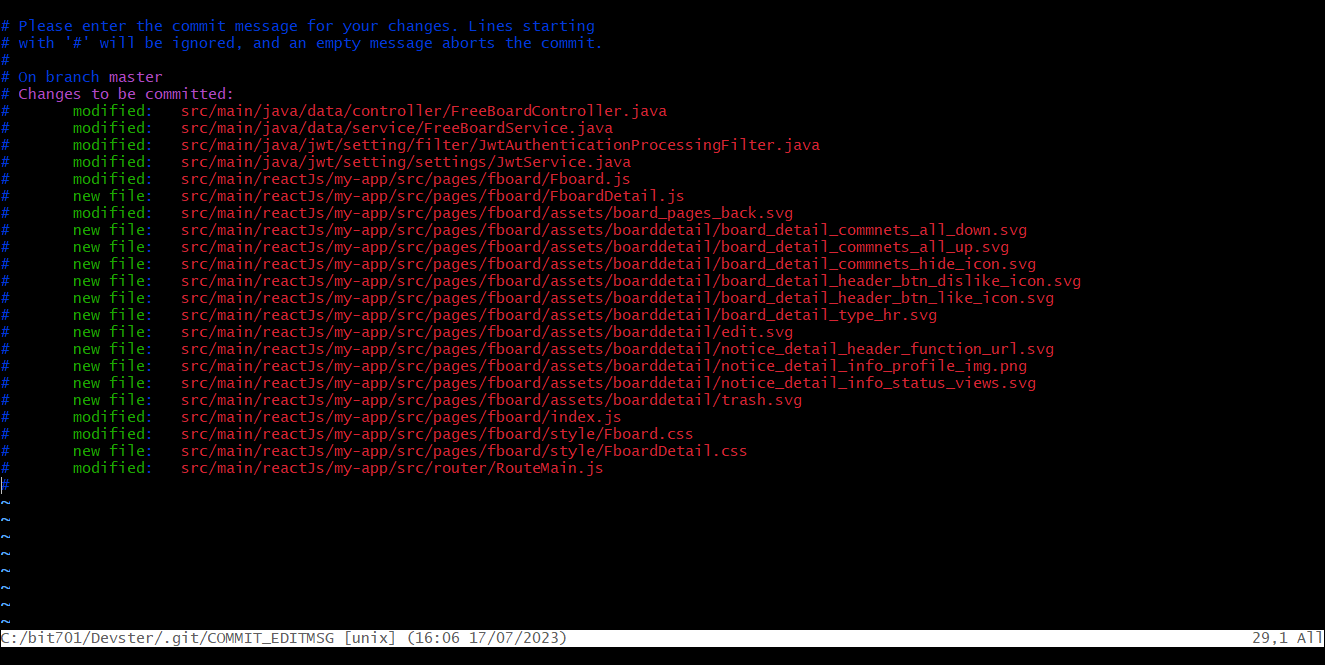 # Please enter the commit message for your changes. Lines starting
# with '#' will be ignored, and an empty message aborts the commit.
#
# On branch master
# Changes to be committed:
#       modified:   src/main/java/data/controller/FreeBoardController.java
#       modified:   src/main/java/data/service/FreeBoardService.java
#       modified:   src/main/java/jwt/setting/filter/JwtAuthenticationProcessingFilter.java
#       modified:   src/main/java/jwt/setting/settings/JwtService.java
#       modified:   src/main/reactJs/my-app/src/pages/fboard/Fboard.js
#       new file:   src/main/reactJs/my-app/src/pages/fboard/FboardDetail.js
#       modified:   src/main/reactJs/my-app/src/pages/fboard/assets/board_pages_back.svg
#       new file:   src/main/reactJs/my-app/src/pages/fboard/assets/boarddetail/board_detail_commnets_all_down.svg
#       new file:   src/main/reactJs/my-app/src/pages/fboard/assets/boarddetail/board_detail_commnets_all_up.svg
#       new file:   src/main/reactJs/my-app/src/pages/fboard/assets/boarddetail/board_detail_commnets_hide_icon.svg
#       new file:   src/main/reactJs/my-app/src/pages/fboard/assets/boarddetail/board_detail_header_btn_dislike_icon.svg
#       new file:   src/main/reactJs/my-app/src/pages/fboard/assets/boarddetail/board_detail_header_btn_like_icon.svg
#       new file:   src/main/reactJs/my-app/src/pages/fboard/assets/boarddetail/board_detail_type_hr.svg
#       new file:   src/main/reactJs/my-app/src/pages/fboard/assets/boarddetail/edit.svg
#       new file:   src/main/reactJs/my-app/src/pages/fboard/assets/boarddetail/notice_detail_header_function_url.svg
#       new file:   src/main/reactJs/my-app/src/pages/fboard/assets/boarddetail/notice_detail_info_profile_img.png
#       new file:   src/main/reactJs/my-app/src/pages/fboard/assets/boarddetail/notice_detail_info_status_views.svg
#       new file:   src/main/reactJs/my-app/src/pages/fboard/assets/boarddetail/trash.svg
#       modified:   src/main/reactJs/my-app/src/pages/fboard/index.js
#       modified:   src/main/reactJs/my-app/src/pages/fboard/style/Fboard.css
#       new file:   src/main/reactJs/my-app/src/pages/fboard/style/FboardDetail.css
#       modified:   src/main/reactJs/my-app/src/router/RouteMain.js
#
~
~
~
~
~
~
~
~
C:/bit701/Devster/.git/COMMIT_EDITMSG [unix] (16:06 17/07/2023) 29,1 All